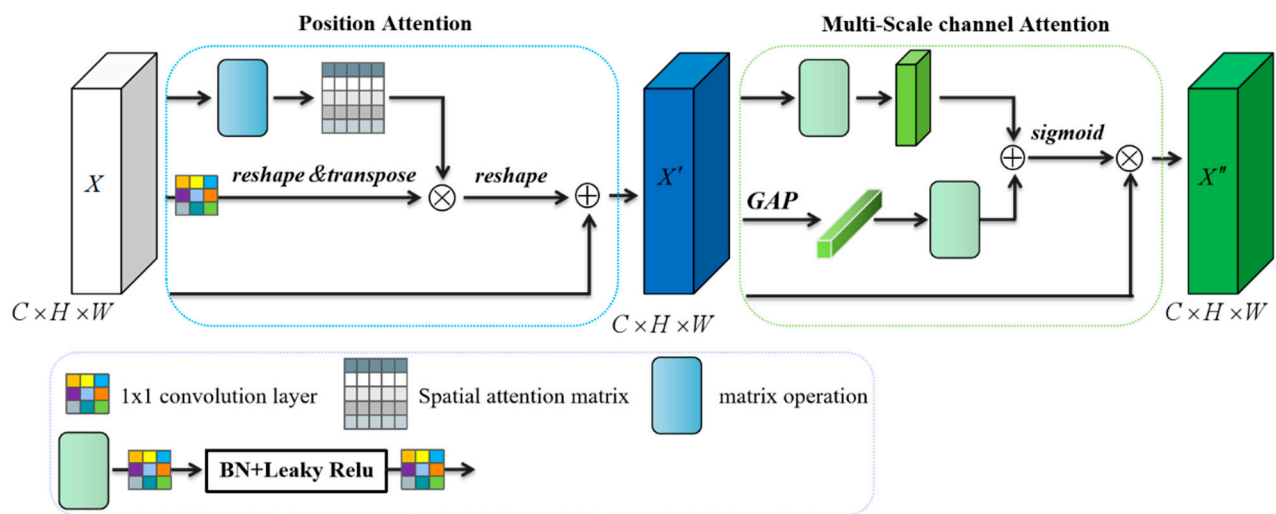 Position Attention
Multi-Scale channel Attention
X
reshape &transpose
reshape
X'
sigmoid
GAP
X"
C×H×W
C×H×W
C×H×W
1x1 convolution layer
Spatial attention matrix
matrix operation
BN+Leaky Relu